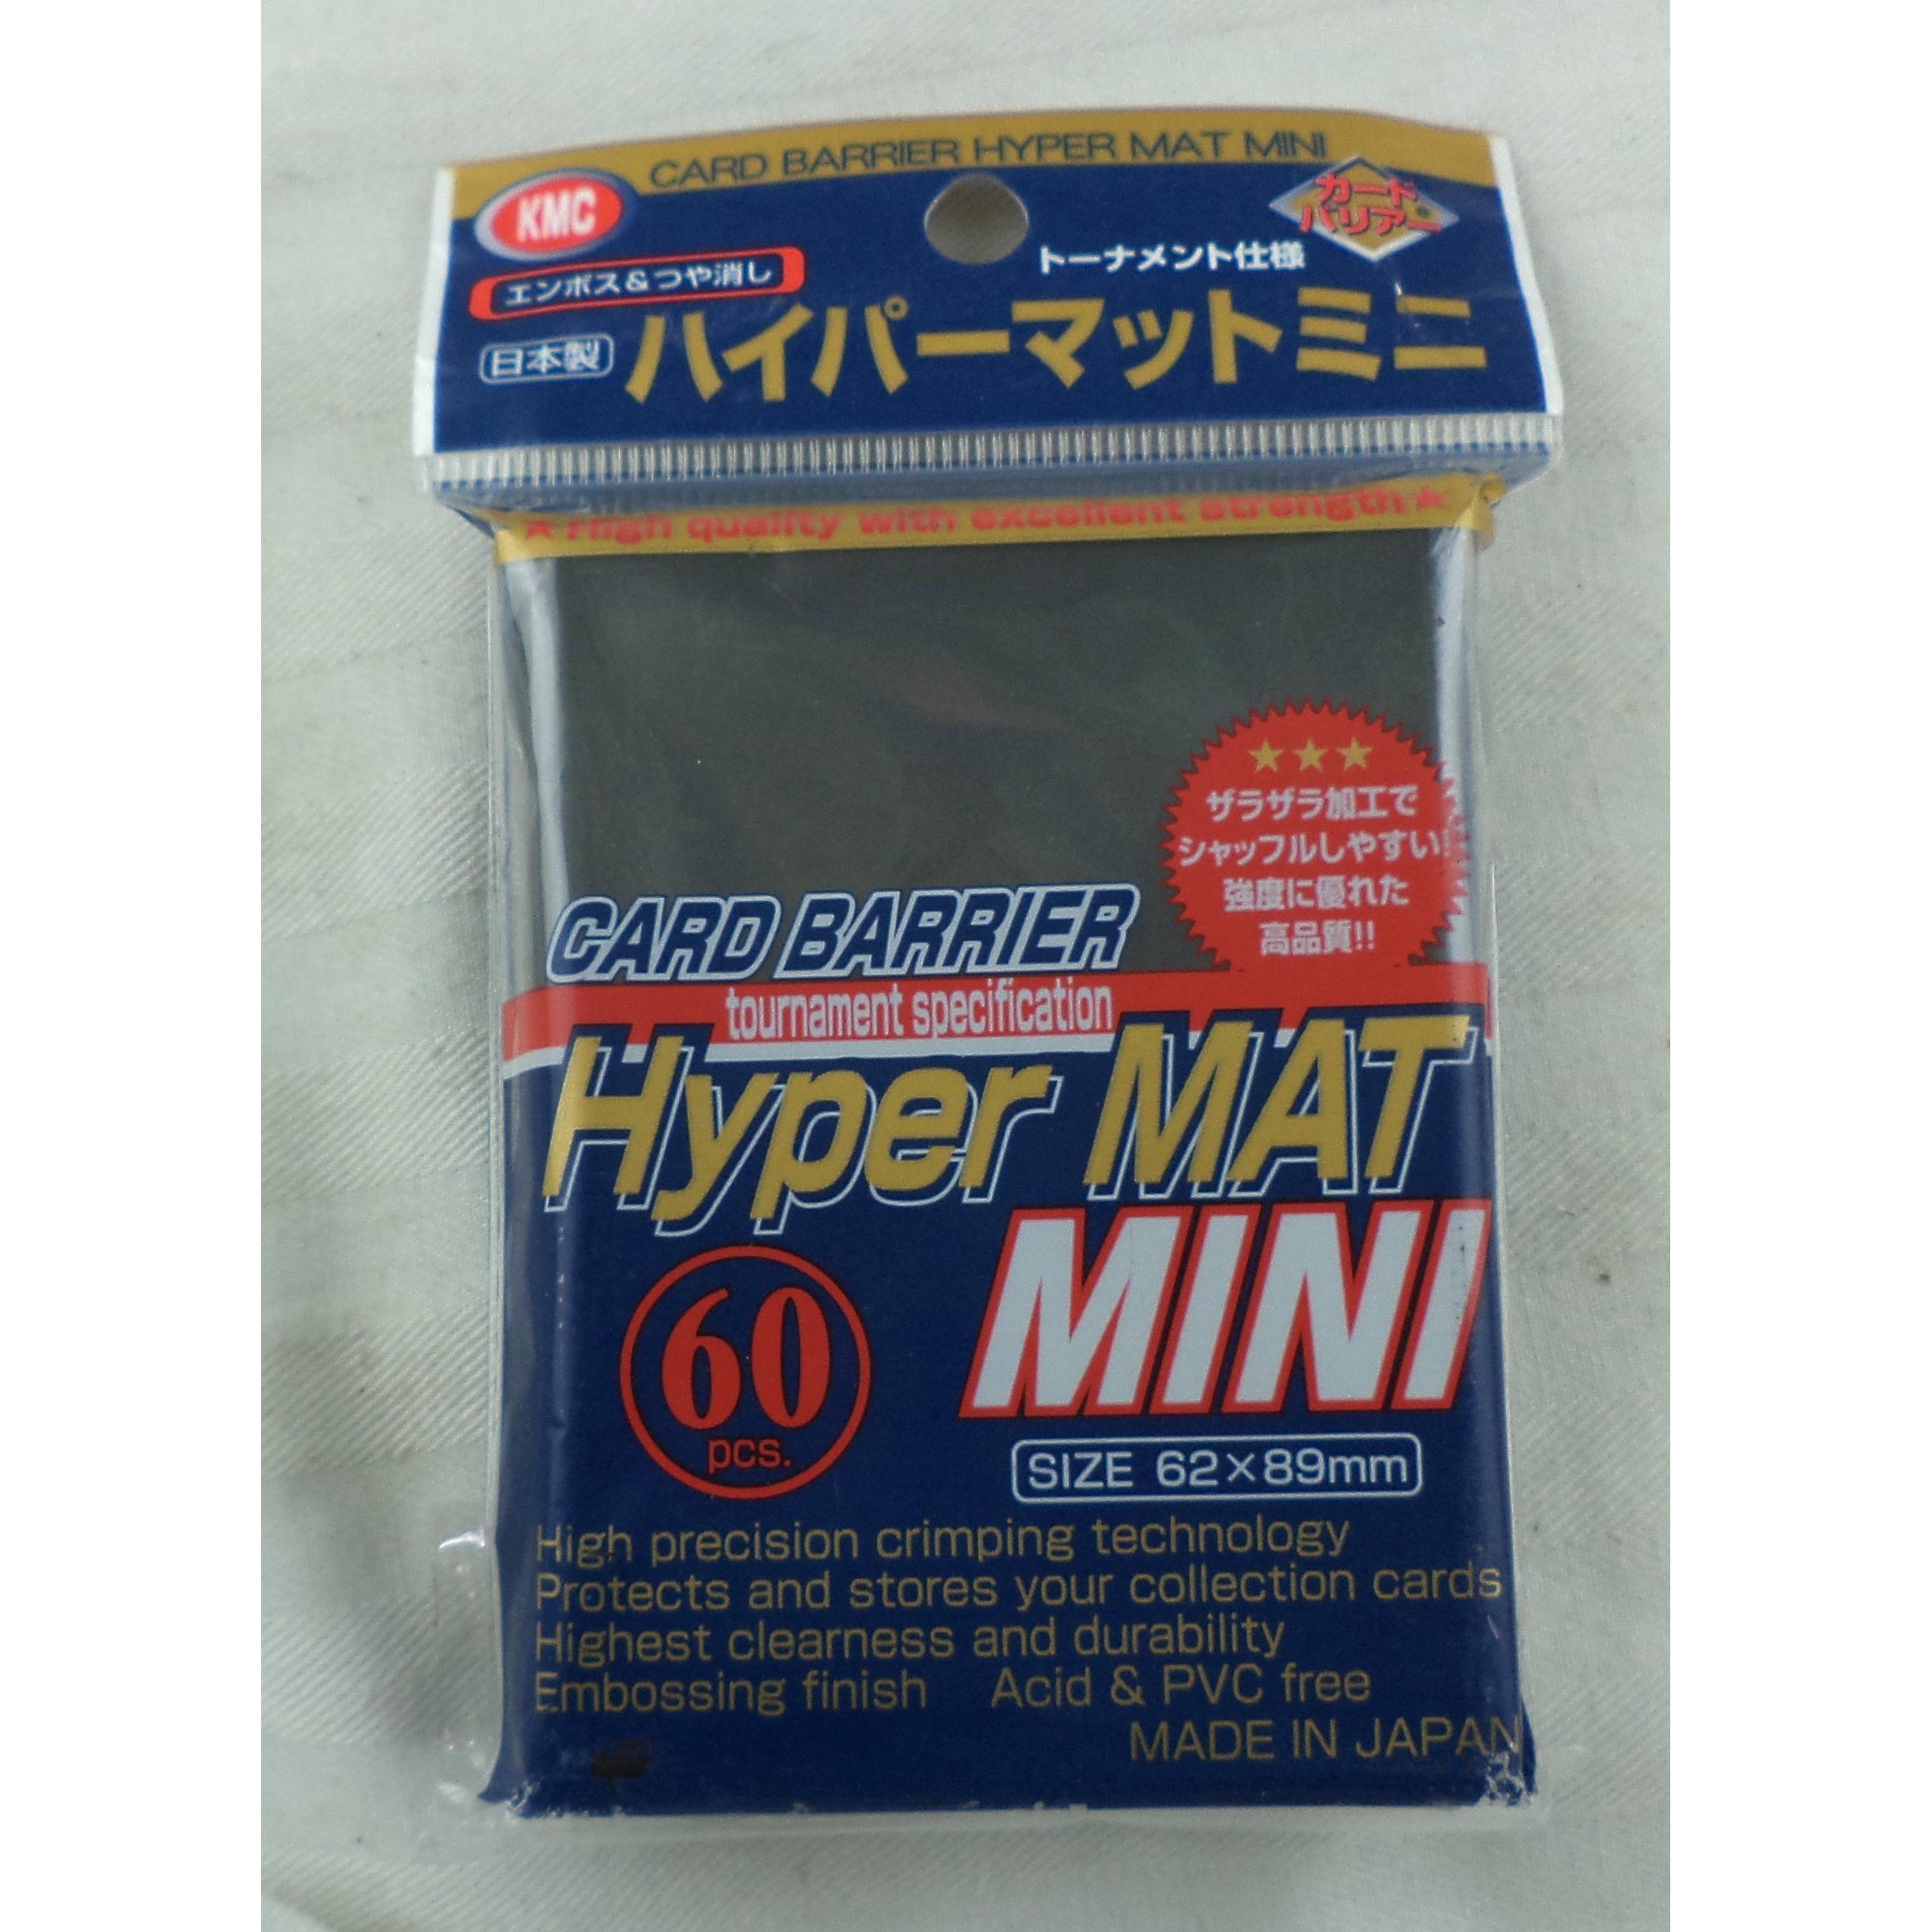 CARD BARRIER HYPER MAT MINI
KMC
カード
バリアー
エンボス&つや消し
トーナメント仕様
日本製
ハイパーマットミニ
★High quality with excellent strength★
★★★
ザラザラ加工で
シャッフルしやすい!
強度に優れた
高品質!!
CARD BARRIER
tournament specification
Hyper MAT
MINI
60
pcs.
SIZE 62×89mm
High precision crimping technology
Protects and stores your collection cards
Highest clearness and durability
Embossing finish Acid & PVC free
MADE IN JAPAN